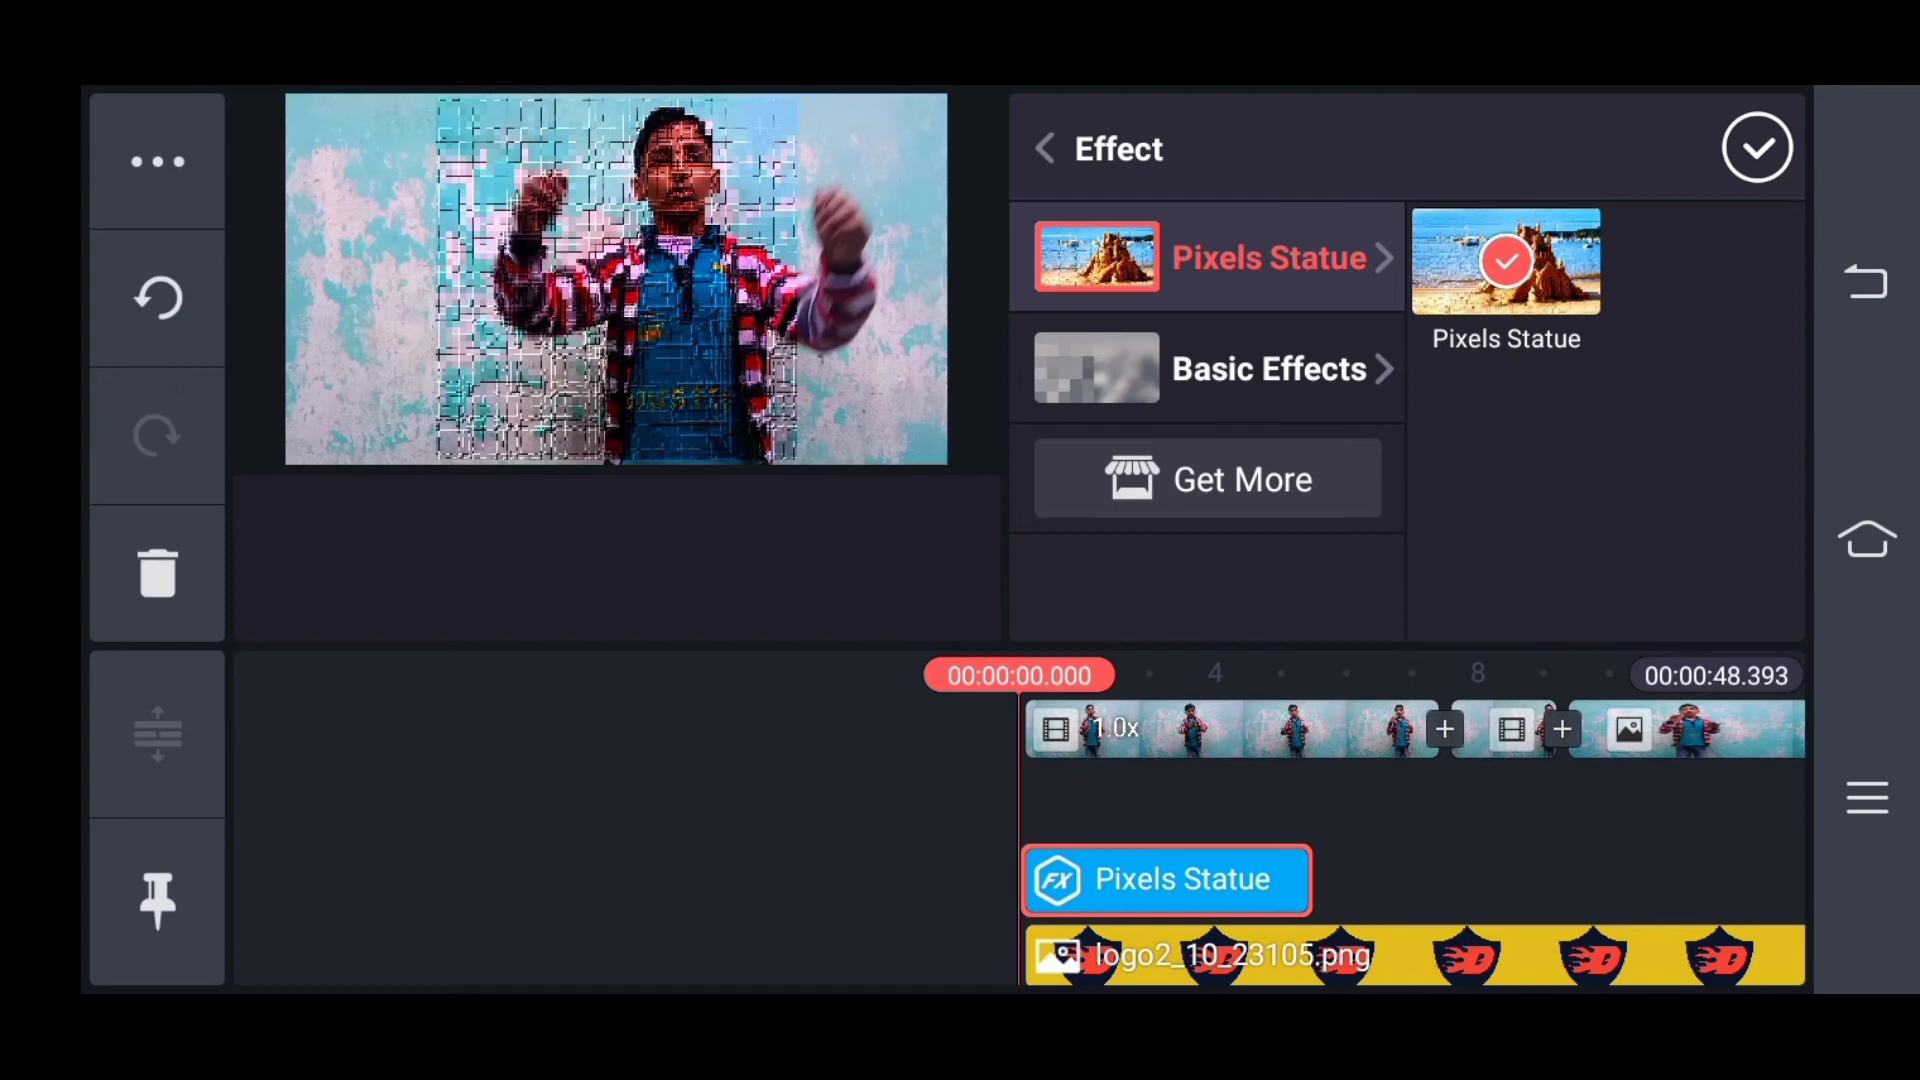 Effect
Pixels Statue
Pixels Statue
Basic Effects
Get More
00:00:00.000
4
8
00:00:48.393
1.0x
FX Pixels Statue
logo2_10_23105.png
D D D D D D